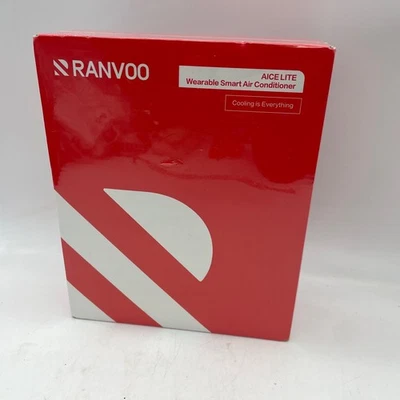 RANVOO
AICE LITE
Wearable Smart Air Conditioner
Cooling is Everything